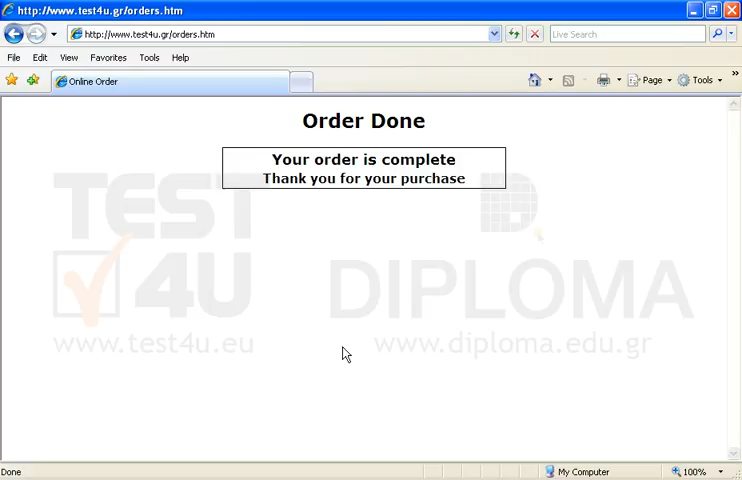 http://www.test4u.gr/orders.htm
http://www.test4u.gr/orders.htm
Live Search
File Edit View Favorites Tools Help
Online Order
Page Tools
Order Done
Your order is complete
Thank you for your purchase
TEST
4U
DIPLOMA
www.test4u.eu
www.diploma.edu.gr
Done
My Computer
100%